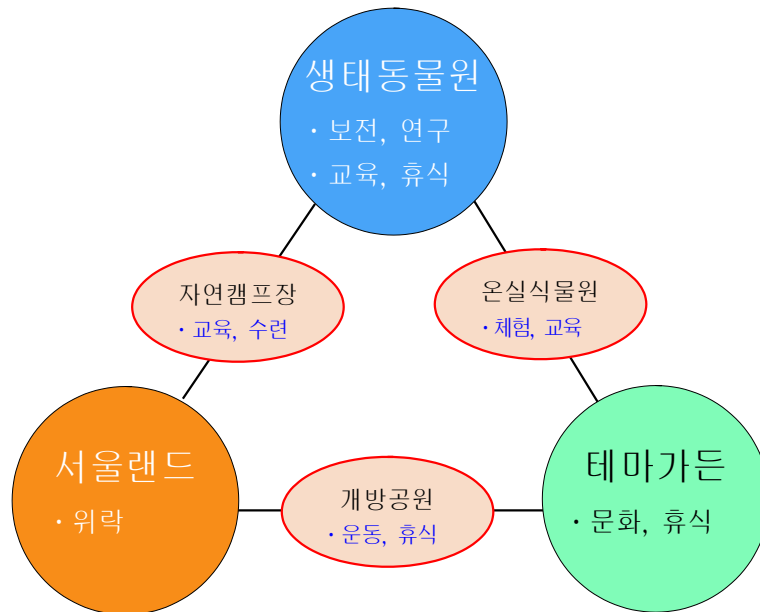 생태동물원
· 보전, 연구
· 교육, 휴식
자연캠프장
· 교육, 수련
온실식물원
· 체험, 교육
서울랜드
· 위락
개방공원
· 운동, 휴식
테마가든
· 문화, 휴식